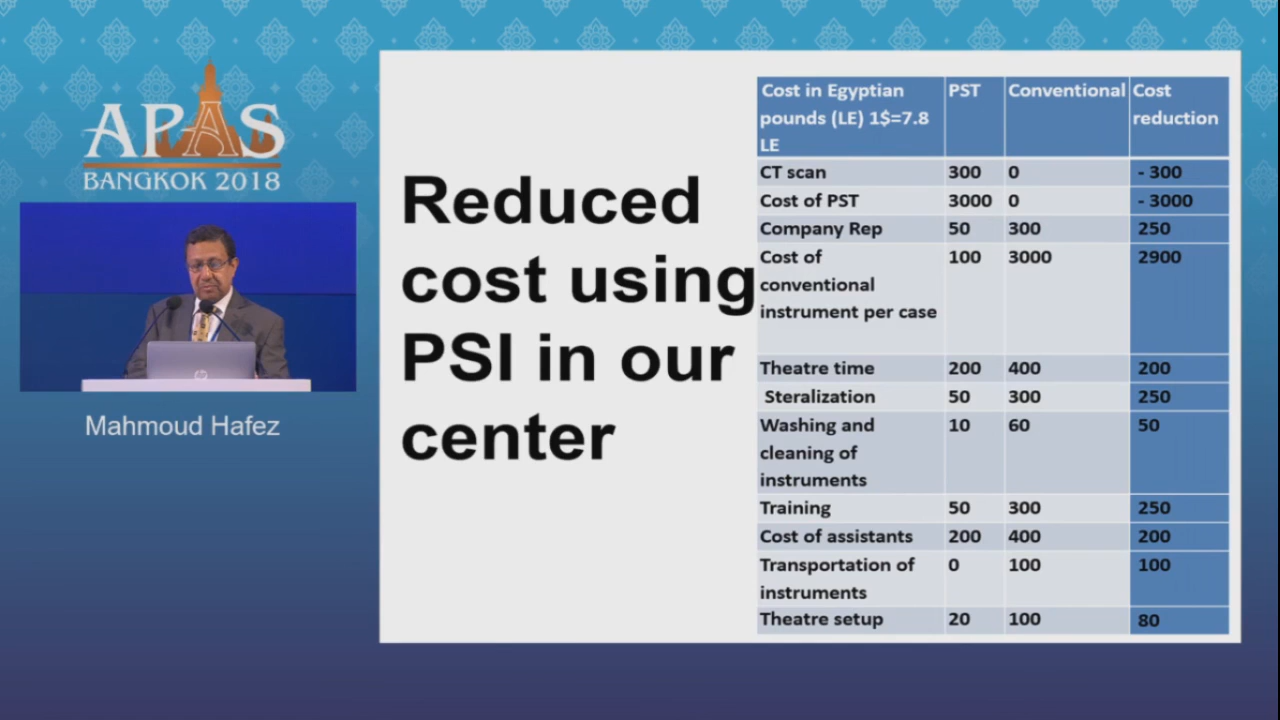 APAS
BANGKOK 2018
Mahmoud Hafez
Reduced
cost using
PSI in our
center
Cost in Egyptian pounds (LE) 1$=7.8 LE PST Conventional Cost reduction
CT scan 300 0 - 300
Cost of PST 3000 0 - 3000
Company Rep 50 300 250
Cost of conventional instrument per case 100 3000 2900
Theatre time 200 400 200
Steralization 50 300 250
Washing and cleaning of instruments 10 60 50
Training 50 300 250
Cost of assistants 200 400 200
Transportation of instruments 0 100 100
Theatre setup 20 100 80
hp